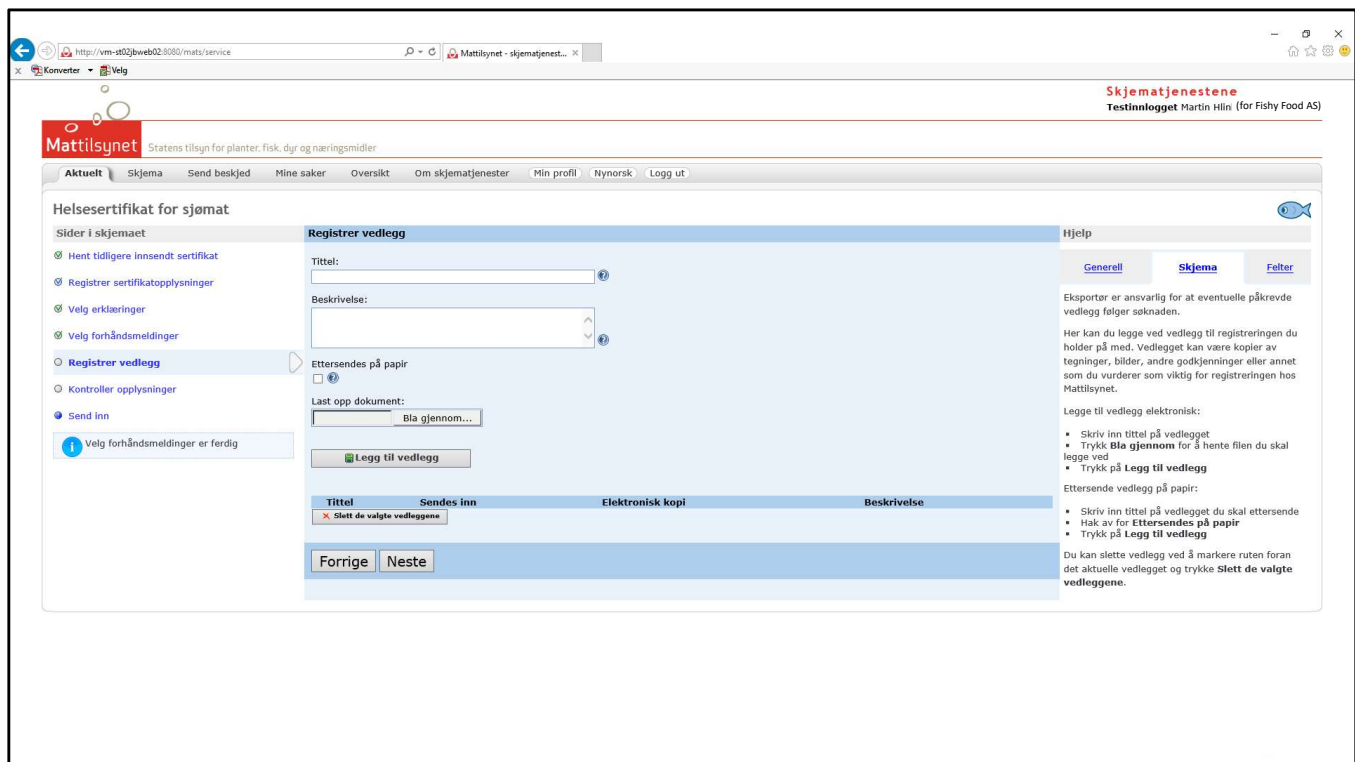 http://vm-st02jbweb02:8080/mats/service
Mattilsynet - skjematjenest...
Konverter
Velg
Skjematjenestene
Testinnlogget Martin Hlin (for Fishy Food AS)
Mattilsynet
Statens tilsyn for planter, fisk, dyr og næringsmidler
Aktuelt Skjema Send beskjed Mine saker Oversikt Om skjematjenester Min profil Nynorsk Logg ut
Helsesertifikat for sjømat
Sider i skjemaet
Hent tidligere innsendt sertifikat
Registrer sertifikatopplysninger
Velg erklæringer
Velg forhåndsmeldinger
Registrer vedlegg
Kontroller opplysninger
Send inn
Velg forhåndsmeldinger er ferdig
Registrer vedlegg
Tittel:
Beskrivelse:
Ettersendes på papir
Last opp dokument:
Bla gjennom...
Legg til vedlegg
Tittel Sendes inn Elektronisk kopi Beskrivelse
Slett de valgte vedleggene
Forrige Neste
Hjelp
Generell Skjema Felter
Eksportør er ansvarlig for at eventuelle påkrevde
vedlegg følger søknaden.
Her kan du legge ved vedlegg til registreringen du
holder på med. Vedlegget kan være kopier av
tegninger, bilder, andre godkjenninger eller annet
som du vurderer som viktig for registreringen hos
Mattilsynet.
Legge til vedlegg elektronisk:
Skriv inn tittel på vedlegget
Trykk Bla gjennom for å hente filen du skal
legge ved
Trykk på Legg til vedlegg
Ettersende vedlegg på papir:
Skriv inn tittel på vedlegget du skal ettersende
Hak av for Ettersendes på papir
Trykk på Legg til vedlegg
Du kan slette vedlegg ved å markere ruten foran
det aktuelle vedlegget og trykke Slett de valgte
vedleggene.